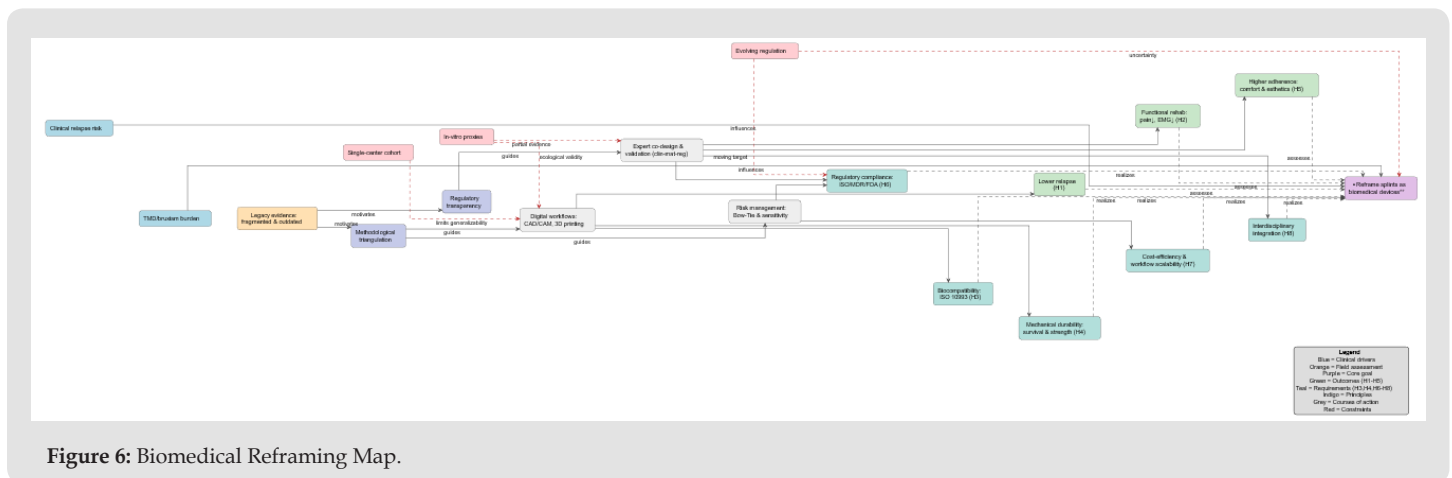 Evolving regulation
uncertainty
Higher adherence:
comfort & esthetics (H5)
Functional rehab:
pain↓, EMG↓ (H2)
Clinical relapse risk
influences
In-vitro proxies
partial evidence
Single-center cohort
guides
ecological validity
Expert co-design &
validation (clin-mat-reg)
moving target
influences
assesses
Regulatory compliance:
ISO/MDR/FDA (H6)
realizes
Lower relapse
(H1)
assesses
assesses
Reframe splints as
biomedical devices
Regulatory
transparency
TMD/bruxism burden
Legacy evidence:
fragmented & outdated
motivates
motivates
Methodological
triangulation
limits generalizability
guides
Digital workflows:
CAD/CAM, 3D printing
Risk management:
Bow-Tie & sensitivity
guides
realizes
realizes
realizes
realizes
Interdisciplinary
integration (H8)
Cost-efficiency &
workflow scalability (H7)
Biocompatibility:
ISO 10993 (H3)
Mechanical durability:
survival & strength (H4)
Legend
Blue = Clinical drivers
Orange = Field assessment
Purple = Core goal
Green = Outcomes (H1-H5)
Teal = Requirements (H3,H4,H6-H8)
Indigo = Principles
Grey = Courses of action
Red = Constraints
Figure 6: Biomedical Reframing Map.